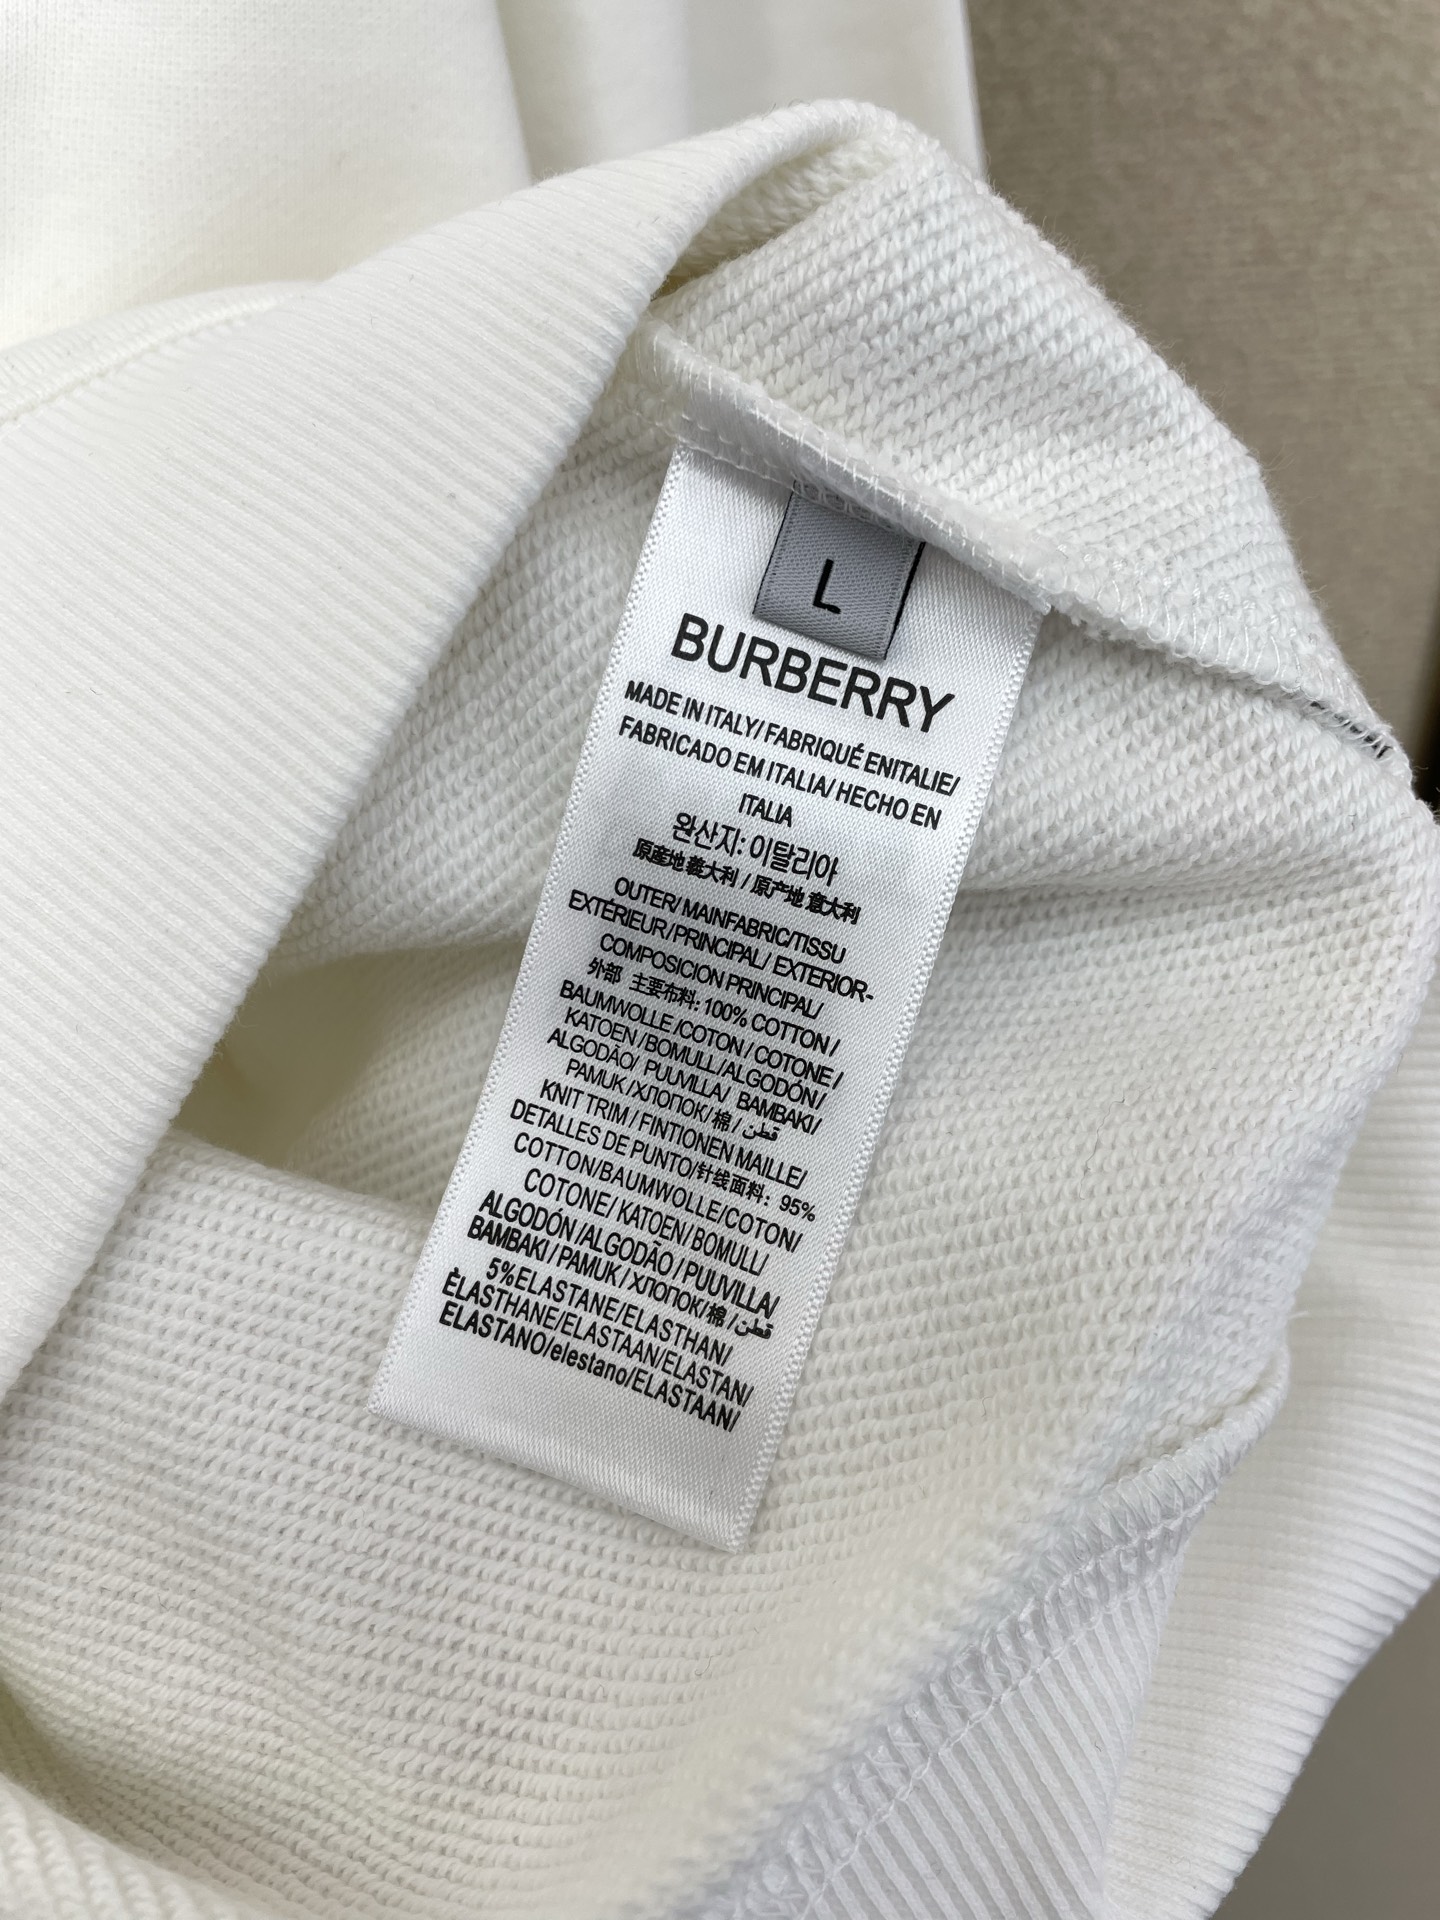 L
BURBERRY
MADE IN ITALY/ FABRIQUÉ ENITALIE/
FABRICADO EM ITALIA/ HECHO EN
ITALIA
완산지: 이탈리아
原産地 義大利 / 原产地 意大利
OUTER/ MAINFABRIC/TISSU
EXTÉRIEUR/PRINCIPAL/ EXTERIOR-
COMPOSICION PRINCIPAL/
外部 主要布料: 100% COTTON /
BAUMWOLLE /COTON / COTONE /
KATOEN /BOMULL/ALGODÓN/
ALGODÃO/ PUUVILLA/ BAMBAKI/
PAMUK /ХЛОПОК/棉 / قطن
KNIT TRIM / FINTIONEN MAILLE/
DETALLES DE PUNTO/针线面料: 95%
COTTON/BAUMWOLLE/COTON/
COTONE/ KATOEN/ BOMULL/
ALGODÓN /ALGODÃO / PUUVILLA/
BAMBAKI / PAMUK / ХЛОПОК/棉 /قطن
5%ELASTANE/ELASTHAN/
ÈLASTHANE/ELASTAAN/ELASTAN/
ELASTANO/elestano/ELASTAAN/